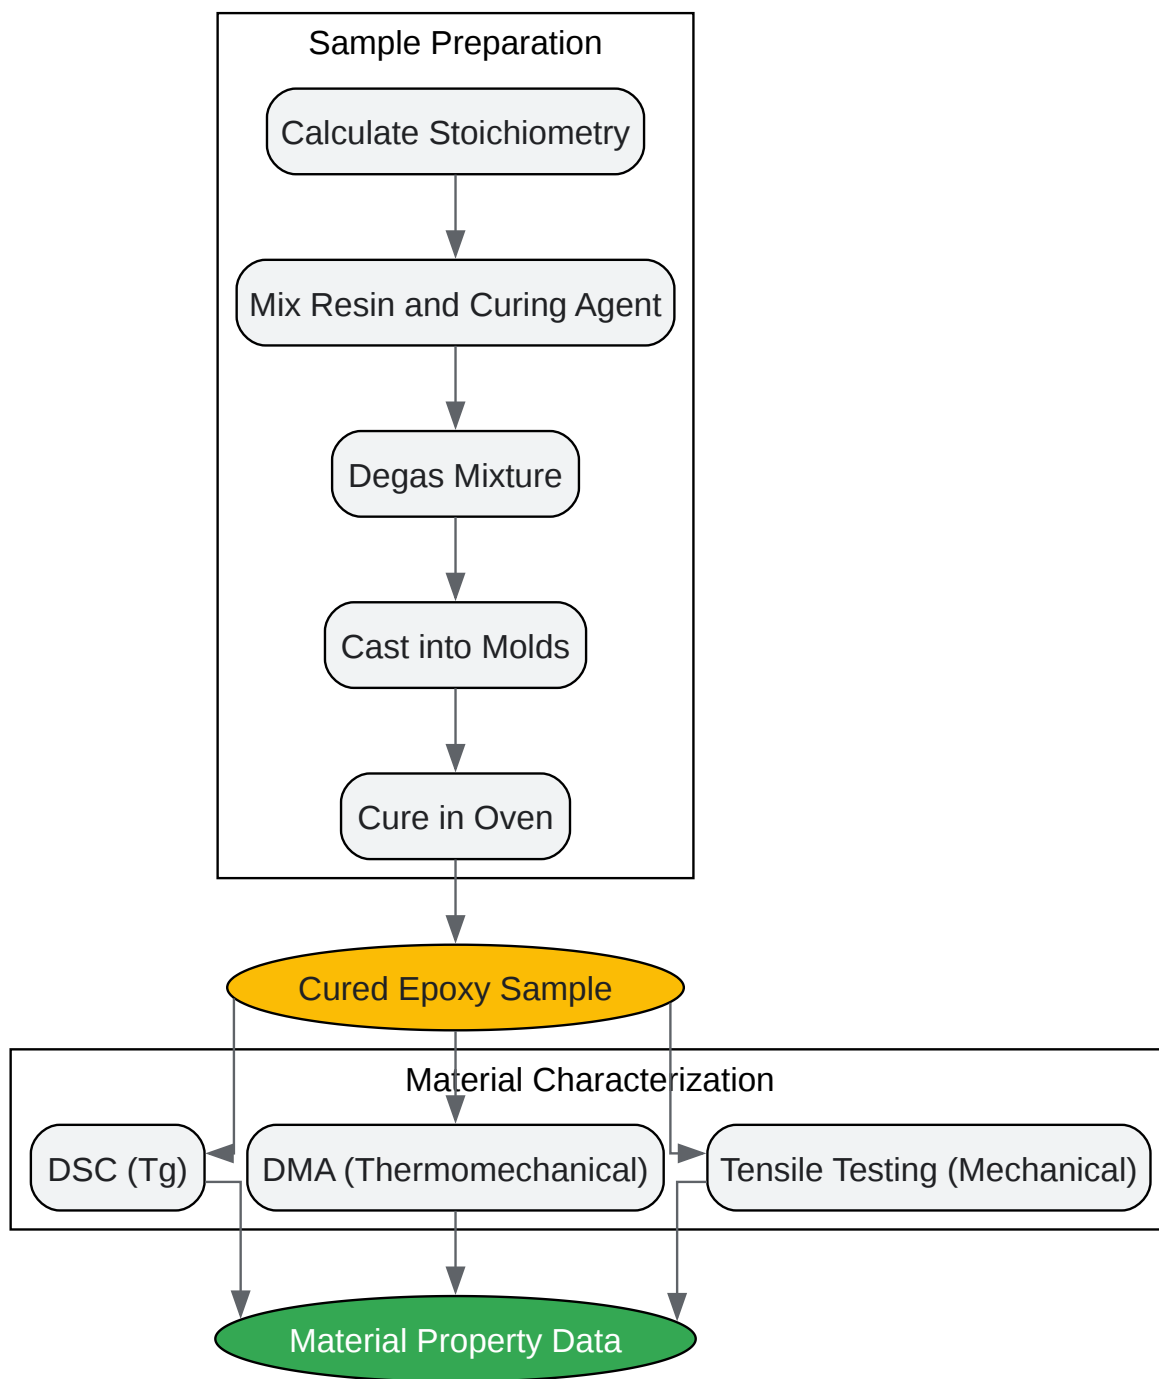 Sample Preparation
Calculate Stoichiometry
Mix Resin and Curing Agent
Degas Mixture
Cast into Molds
Cure in Oven
Cured Epoxy Sample
Material Characterization
DSC (Tg)
DMA (Thermomechanical)
Tensile Testing (Mechanical)
Material Property Data